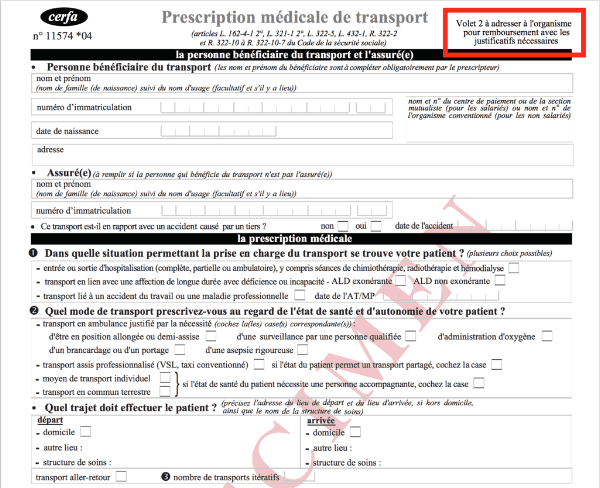 cerfa
n° 11574 *04
Prescription médicale de transport
(articles L. 162-4-1 2°, L. 321-1 2°, L. 322-5, L. 432-1, R. 322-2
et R. 322-10 à R. 322-10-7 du Code de la sécurité sociale)
Volet 2 à adresser à l'organisme
pour remboursement avec les
justificatifs nécessaires
la personne bénéficiaire du transport et l'assuré(e)
• Personne bénéficiaire du transport (les nom et prénom du bénéficiaire sont à compléter obligatoirement par le prescripteur)
nom et prénom
(nom de famille (de naissance) suivi du nom d'usage (facultatif et s'il y a lieu))
numéro d'immatriculation
nom et n° du centre de paiement ou de la section
mutualiste (pour les salariés) ou nom et n° de
l'organisme conventionné (pour les non salariés)
date de naissance
adresse
• Assuré(e) (à remplir si la personne qui bénéficie du transport n'est pas l'assuré(e))
nom et prénom
(nom de famille (de naissance) suivi du nom d'usage (facultatif et s'il y a lieu))
numéro d'immatriculation
• Ce transport est-il en rapport avec un accident causé par un tiers ? non oui date de l'accident
la prescription médicale
❶ Dans quelle situation permettant la prise en charge du transport se trouve votre patient ? (plusieurs choix possibles)
- entrée ou sortie d'hospitalisation (complète, partielle ou ambulatoire), y compris séances de chimiothérapie, radiothérapie et hémodialyse
- transport en lien avec une affection de longue durée avec déficience ou incapacité - ALD exonérante ALD non exonérante
- transport lié à un accident du travail ou une maladie professionnelle date de l'AT/MP
❷ Quel mode de transport prescrivez-vous au regard de l'état de santé et d'autonomie de votre patient ?
- transport en ambulance justifié par la nécessité (cochez la(les) case(s) correspondante(s)) :
d'être en position allongée ou demi-assise d'une surveillance par une personne qualifiée d'administration d'oxygène
d'un brancardage ou d'un portage d'une asepsie rigoureuse
- transport assis professionnalisé (VSL, taxi conventionné) si l'état du patient permet un transport partagé, cochez la case
- moyen de transport individuel
- transport en commun terrestre
si l'état de santé du patient nécessite une personne accompagnante, cochez la case
• Quel trajet doit effectuer le patient ? (précisez l'adresse du lieu de départ et du lieu d'arrivée, si hors domicile,
ainsi que le nom de la structure de soins)
départ
- domicile
- autre lieu :
- structure de soins :
arrivée
- domicile
- autre lieu :
- structure de soins :
transport aller-retour ❸ nombre de transports itératifs
SPECIMEN